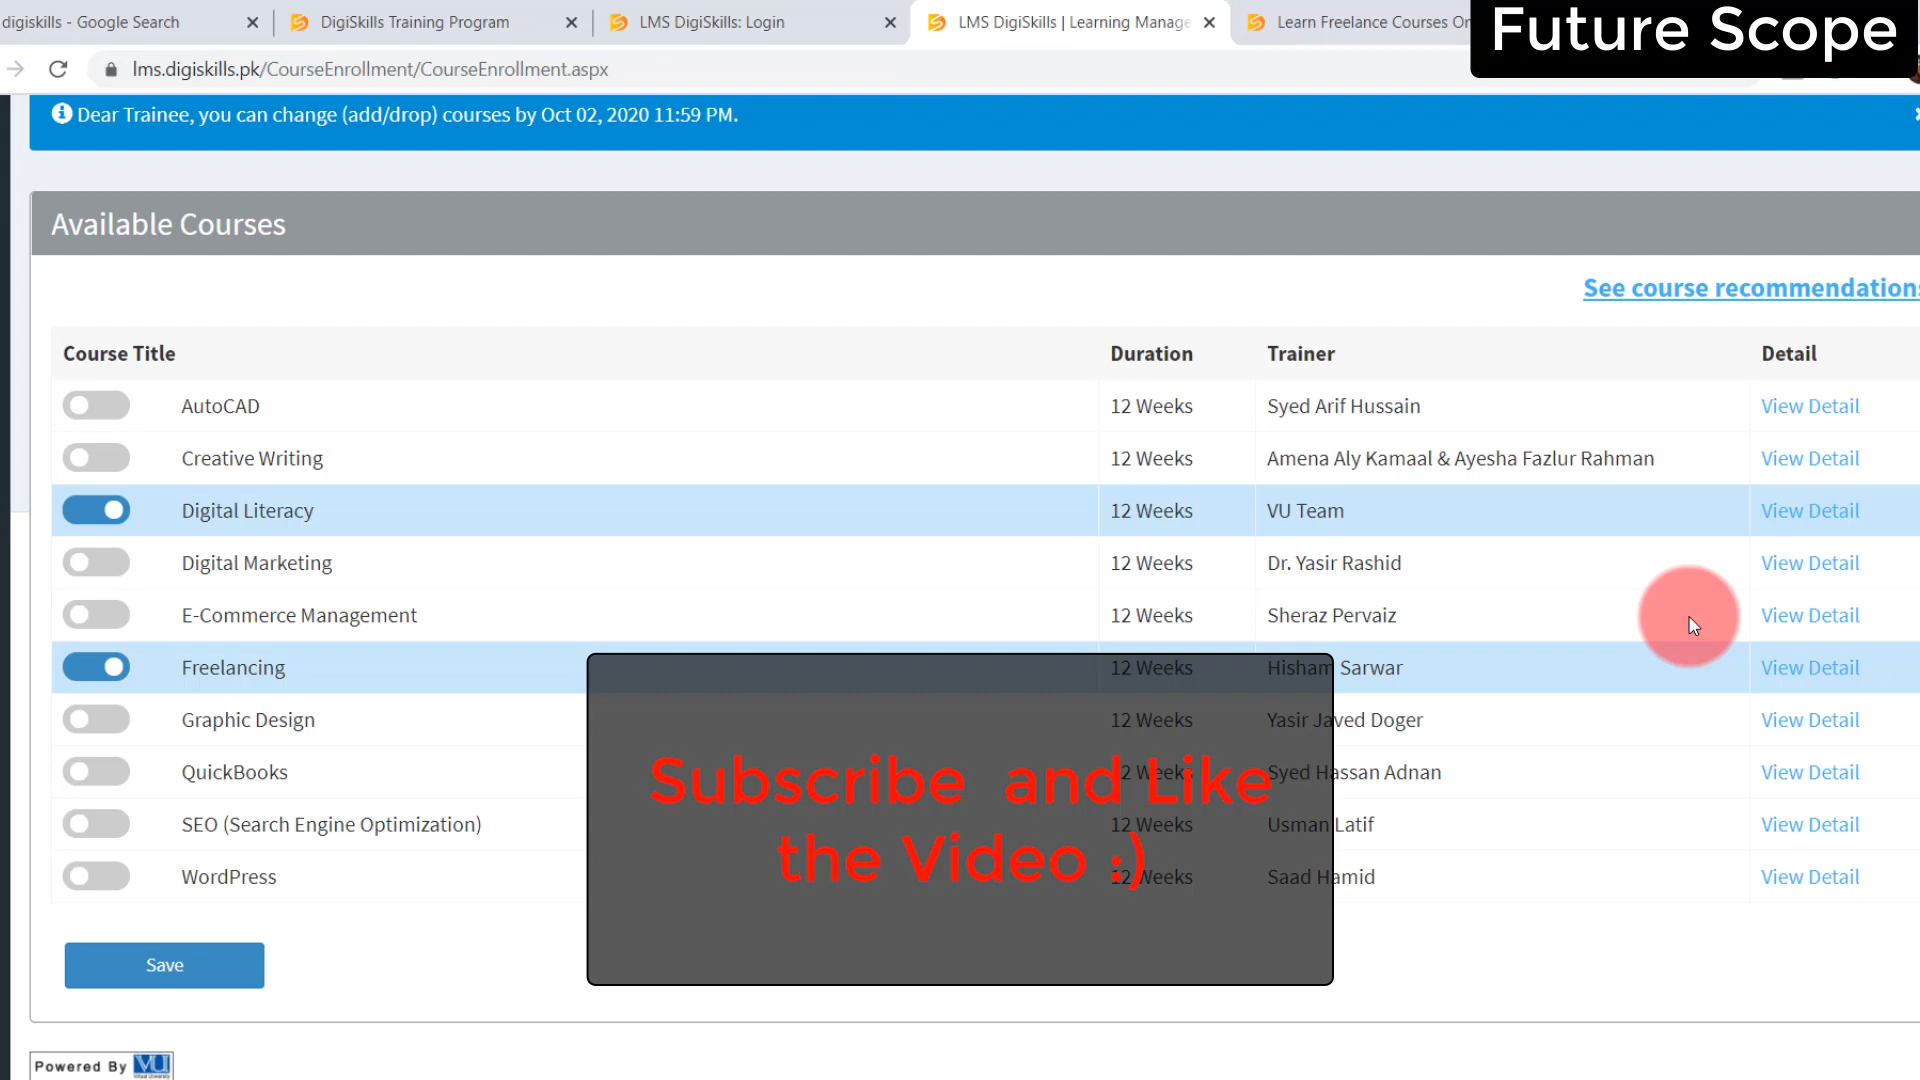 digiskills - Google Search
DigiSkills Training Program
LMS DigiSkills: Login
LMS DigiSkills | Learning Manage
Learn Freelance Courses On
Future Scope
lms.digiskills.pk/CourseEnrollment/CourseEnrollment.aspx
Dear Trainee, you can change (add/drop) courses by Oct 02, 2020 11:59 PM.
Available Courses
See course recommendations
Course Title Duration Trainer Detail
AutoCAD 12 Weeks Syed Arif Hussain View Detail
Creative Writing 12 Weeks Amena Aly Kamaal & Ayesha Fazlur Rahman View Detail
Digital Literacy 12 Weeks VU Team View Detail
Digital Marketing 12 Weeks Dr. Yasir Rashid View Detail
E-Commerce Management 12 Weeks Sheraz Pervaiz View Detail
Freelancing 12 Weeks Hisham Sarwar View Detail
Graphic Design 12 Weeks Yasir Javed Doger View Detail
QuickBooks 12 Weeks Syed Hassan Adnan View Detail
SEO (Search Engine Optimization) 12 Weeks Usman Latif View Detail
WordPress 12 Weeks Saad Hamid View Detail
Subscribe and Like
the Video :)
Save
Powered By VU